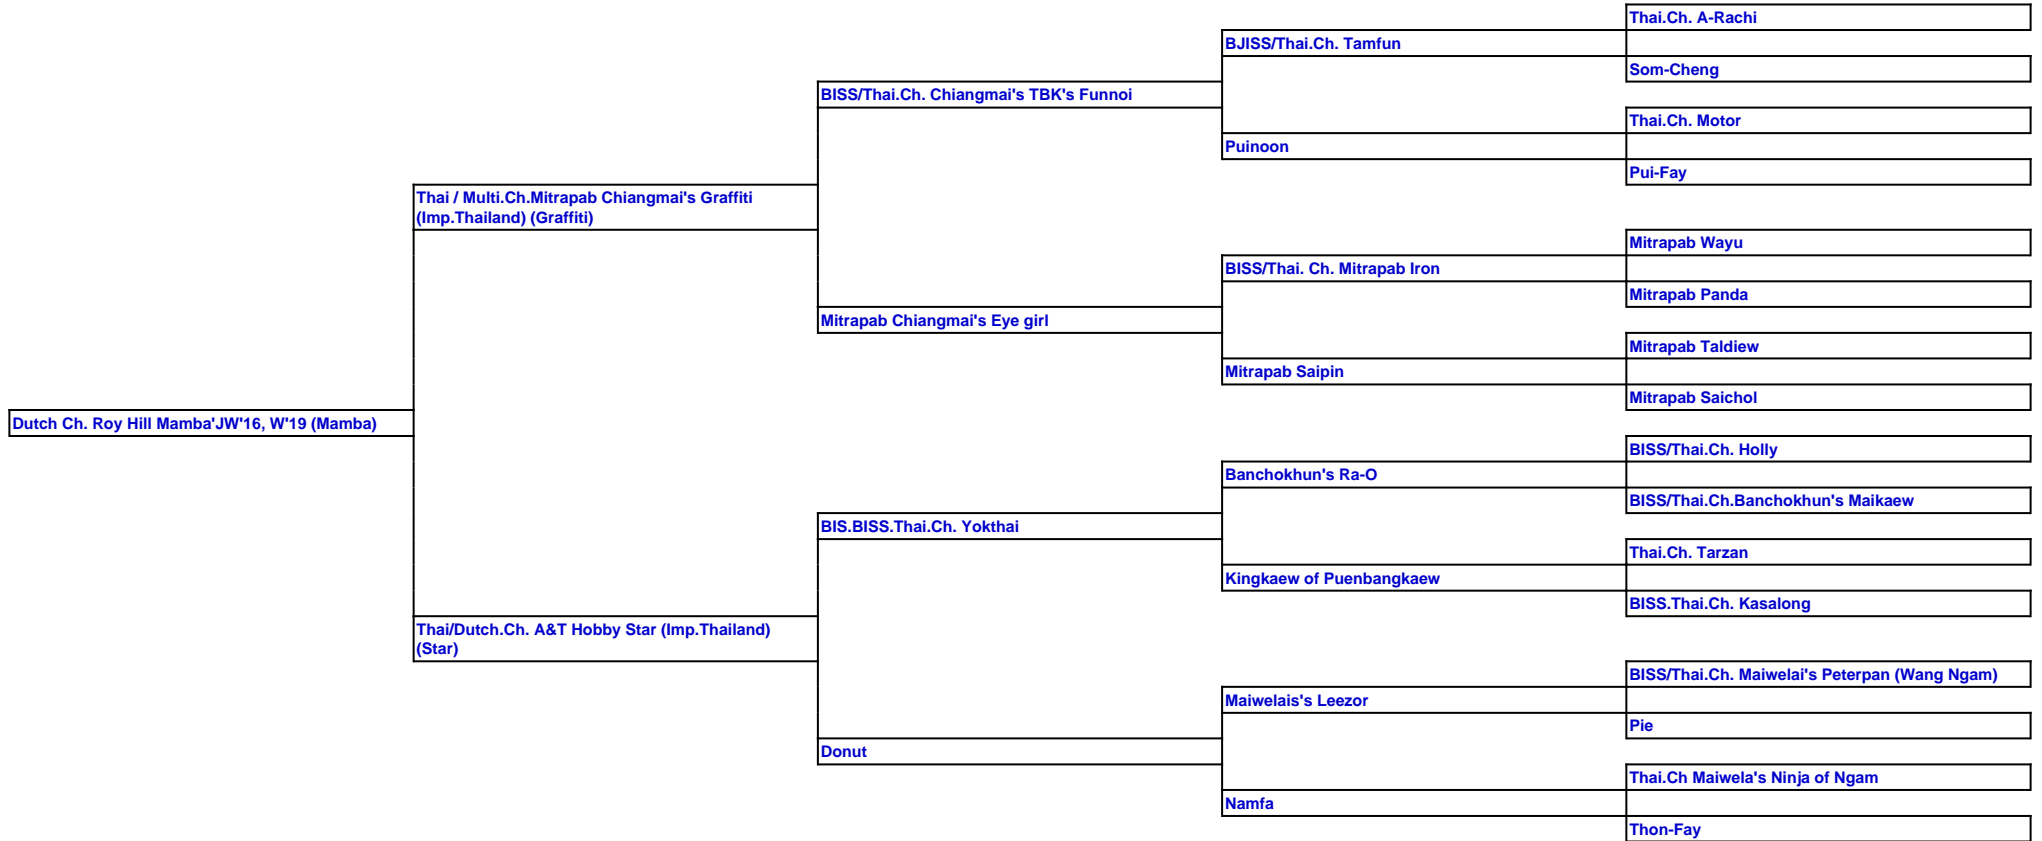 Thai.Ch. A-Rachi
BJISS/Thai.Ch. Tamfun
Som-Cheng
BISS/Thai.Ch. Chiangmai's TBK's Funnoi
Thai.Ch. Motor
Puinoon
Pui-Fay
Thai / Multi.Ch.Mitrapab Chiangmai's Graffiti
(Imp.Thailand) (Graffiti)
Mitrapab Wayu
BISS/Thai. Ch. Mitrapab Iron
Mitrapab Panda
Mitrapab Chiangmai's Eye girl
Mitrapab Taldiew
Mitrapab Saipin
Mitrapab Saichol
Dutch Ch. Roy Hill Mamba'JW'16, W'19 (Mamba)
BISS/Thai.Ch. Holly
Banchokhun's Ra-O
BISS/Thai.Ch.Banchokhun's Maikaew
BIS.BISS.Thai.Ch. Yokthai
Thai.Ch. Tarzan
Kingkaew of Puenbangkaew
BISS.Thai.Ch. Kasalong
Thai/Dutch.Ch. A&T Hobby Star (Imp.Thailand)
(Star)
BISS/Thai.Ch. Maiwelai's Peterpan (Wang Ngam)
Maiwelais's Leezor
Pie
Donut
Thai.Ch Maiwela's Ninja of Ngam
Namfa
Thon-Fay